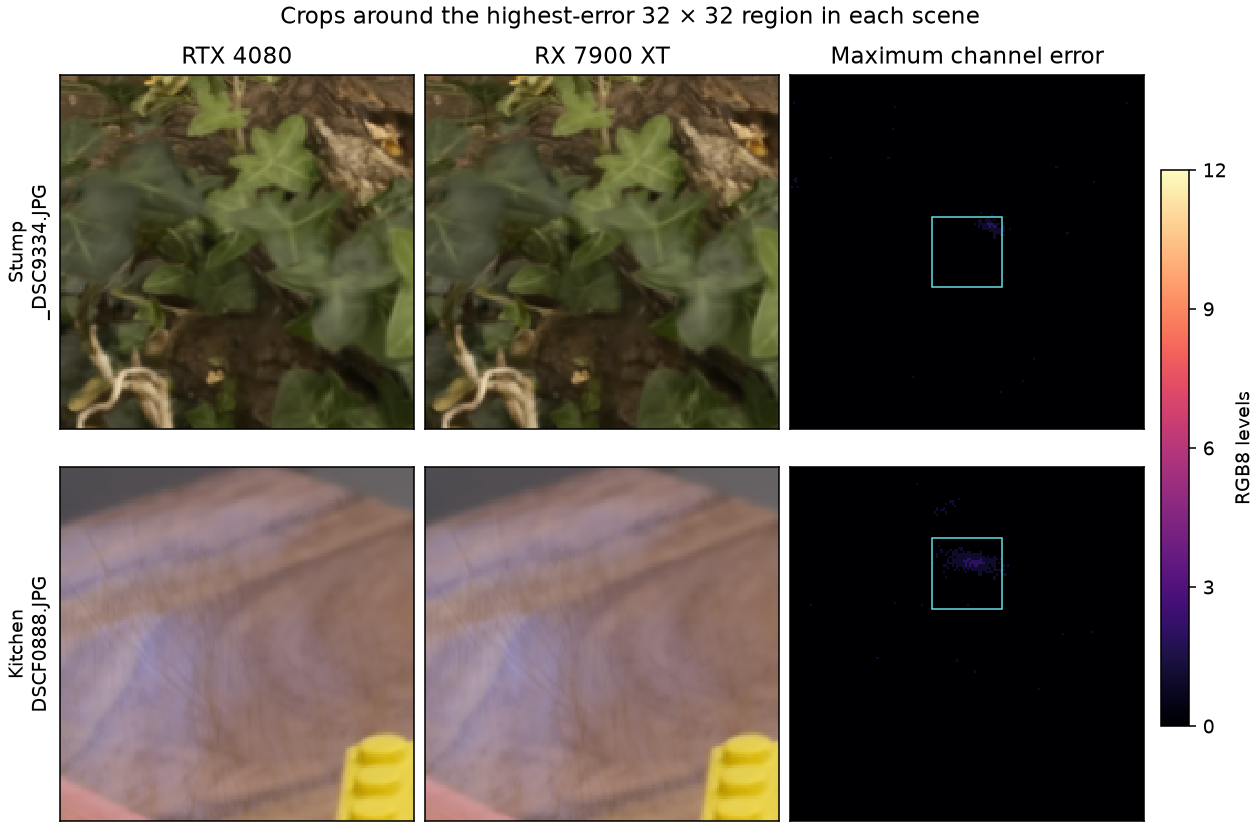 Crops around the highest-error 32 × 32 region in each scene
RTX 4080
RX 7900 XT
Maximum channel error
Stump
_DSC9334.JPG
Kitchen
DSCF0888.JPG
12
9
6
3
0
RGB8 levels